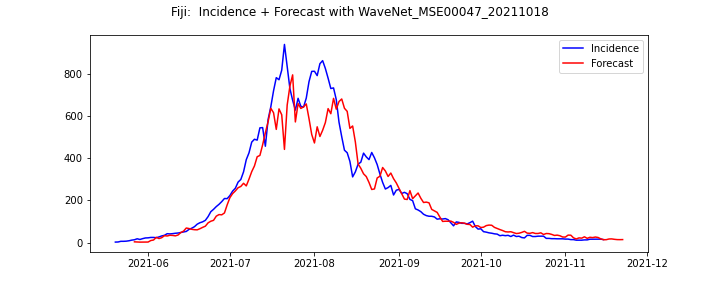 Fiji:  Incidence + Forecast with WaveNet_MSE00047_20211018
Incidence
Forecast
800
600
400
200
0
2021-06 2021-07 2021-08 2021-09 2021-10 2021-11 2021-12